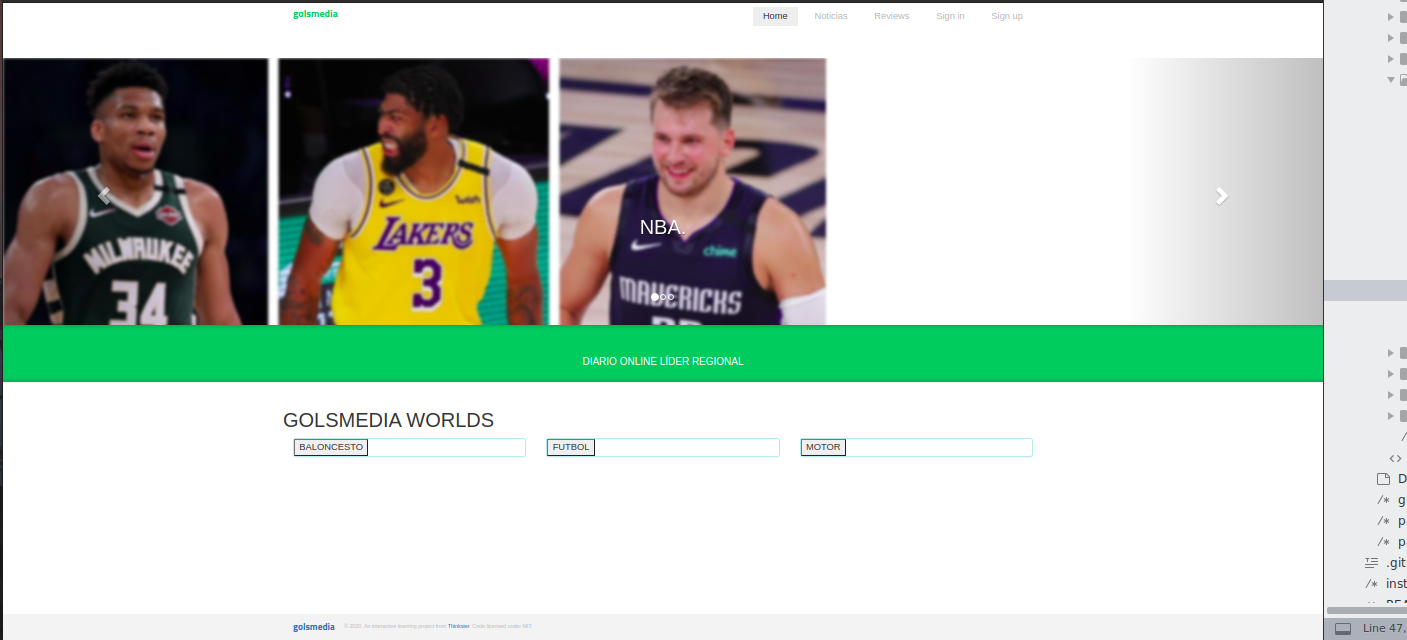 golsmedia
Home Noticias Reviews Sign in Sign up
MILWAUKEE
34
LAKERS
3
wish
NBA.
chime
MAVERICKS
DIARIO ONLINE LÍDER REGIONAL
GOLSMEDIA WORLDS
BALONCESTO FUTBOL MOTOR
golsmedia © 2020. An interactive learning project from Thinkster. Code licensed under MIT.
/
<>
D
/* g
/* p
/* p
.git
/* inst
Line 47,